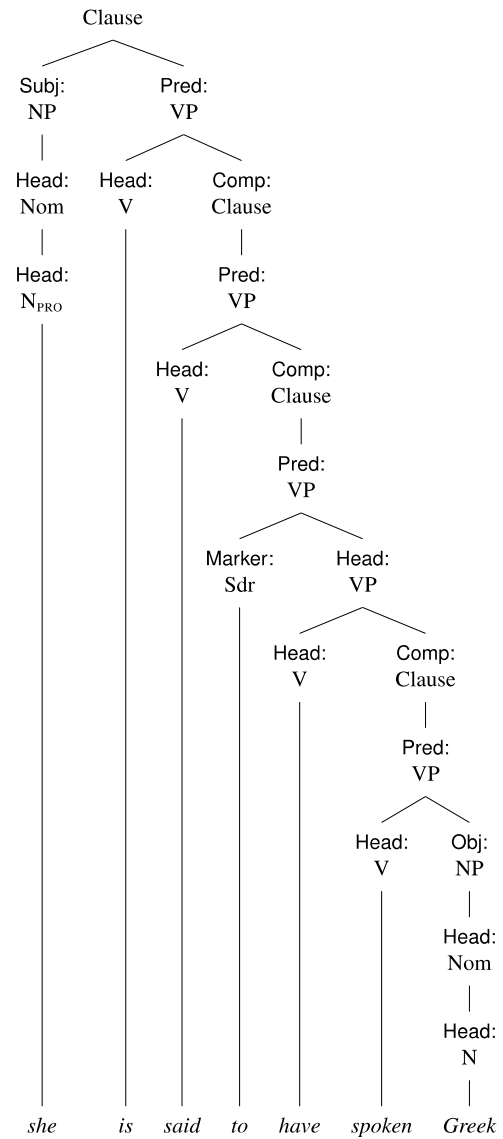 Clause
Subj: Pred:
NP VP
Head: Head: Comp:
Nom V Clause
Head: Pred:
N_PRO VP
Head: Comp:
V Clause
Pred:
VP
Marker: Head:
Sdr VP
Head: Comp:
V Clause
Pred:
VP
Head: Obj:
V NP
Head:
Nom
Head:
N
she is said to have spoken Greek